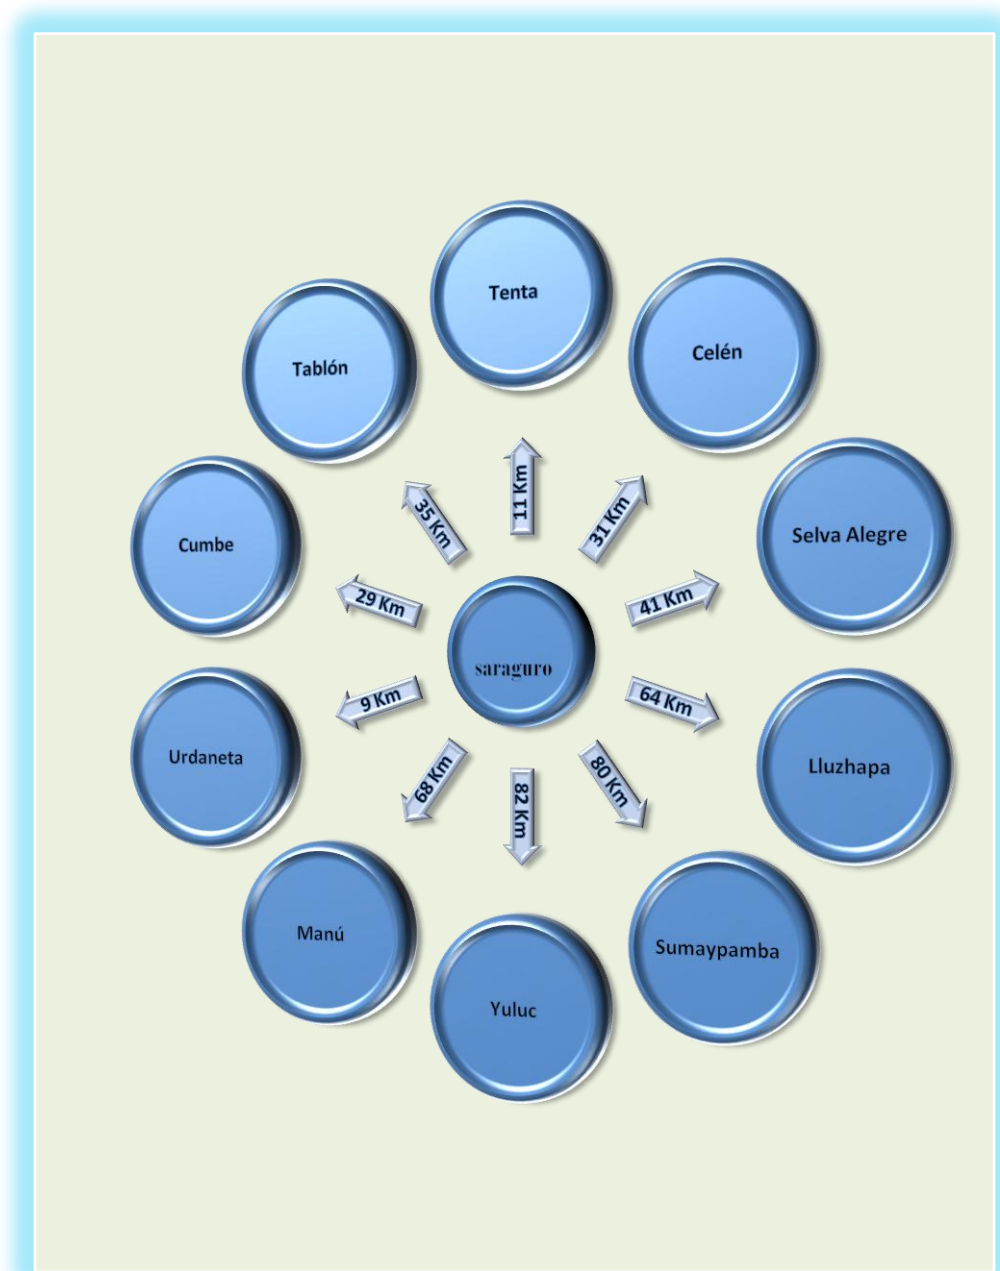 Tenta
Celén
Tablón
11 Km
31 Km
35 Km
Selva Alegre
Cumbe
29 Km
41 Km
saraguro
9 Km
64 Km
Urdaneta
Lluzhapa
68 Km
82 Km
80 Km
Manú
Sumaypamba
Yuluc